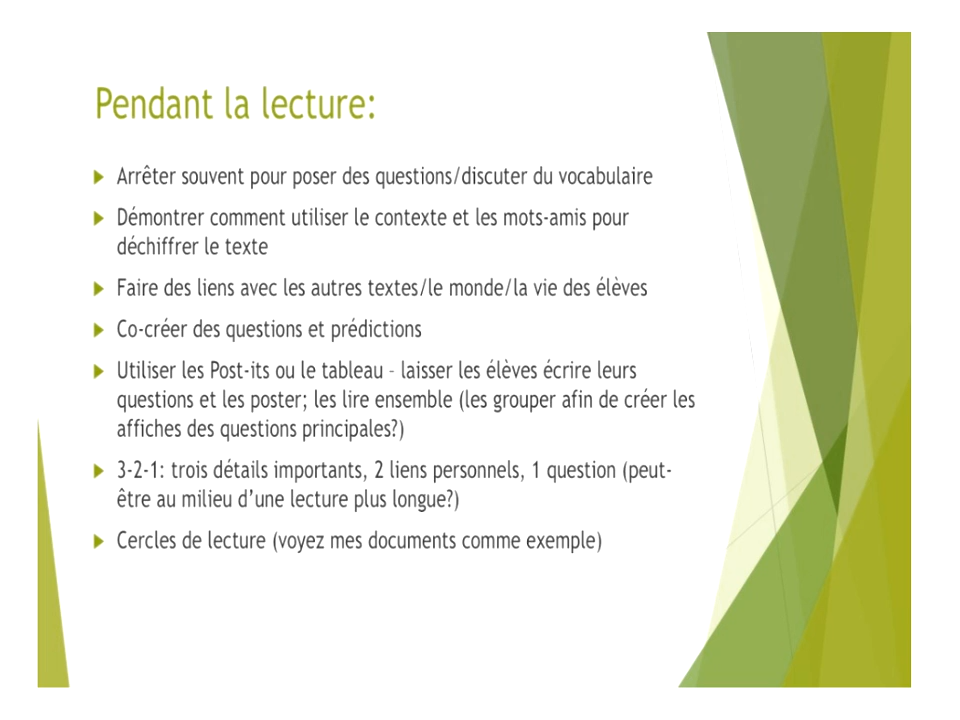 Pendant la lecture:
Arrêter souvent pour poser des questions/discuter du vocabulaire
Démontrer comment utiliser le contexte et les mots-amis pour
déchiffrer le texte
Faire des liens avec les autres textes/le monde/la vie des élèves
Co-créer des questions et prédictions
Utiliser les Post-its ou le tableau – laisser les élèves écrire leurs
questions et les poster; les lire ensemble (les grouper afin de créer les
affiches des questions principales?)
3-2-1: trois détails importants, 2 liens personnels, 1 question (peut-
être au milieu d'une lecture plus longue?)
Cercles de lecture (voyez mes documents comme exemple)